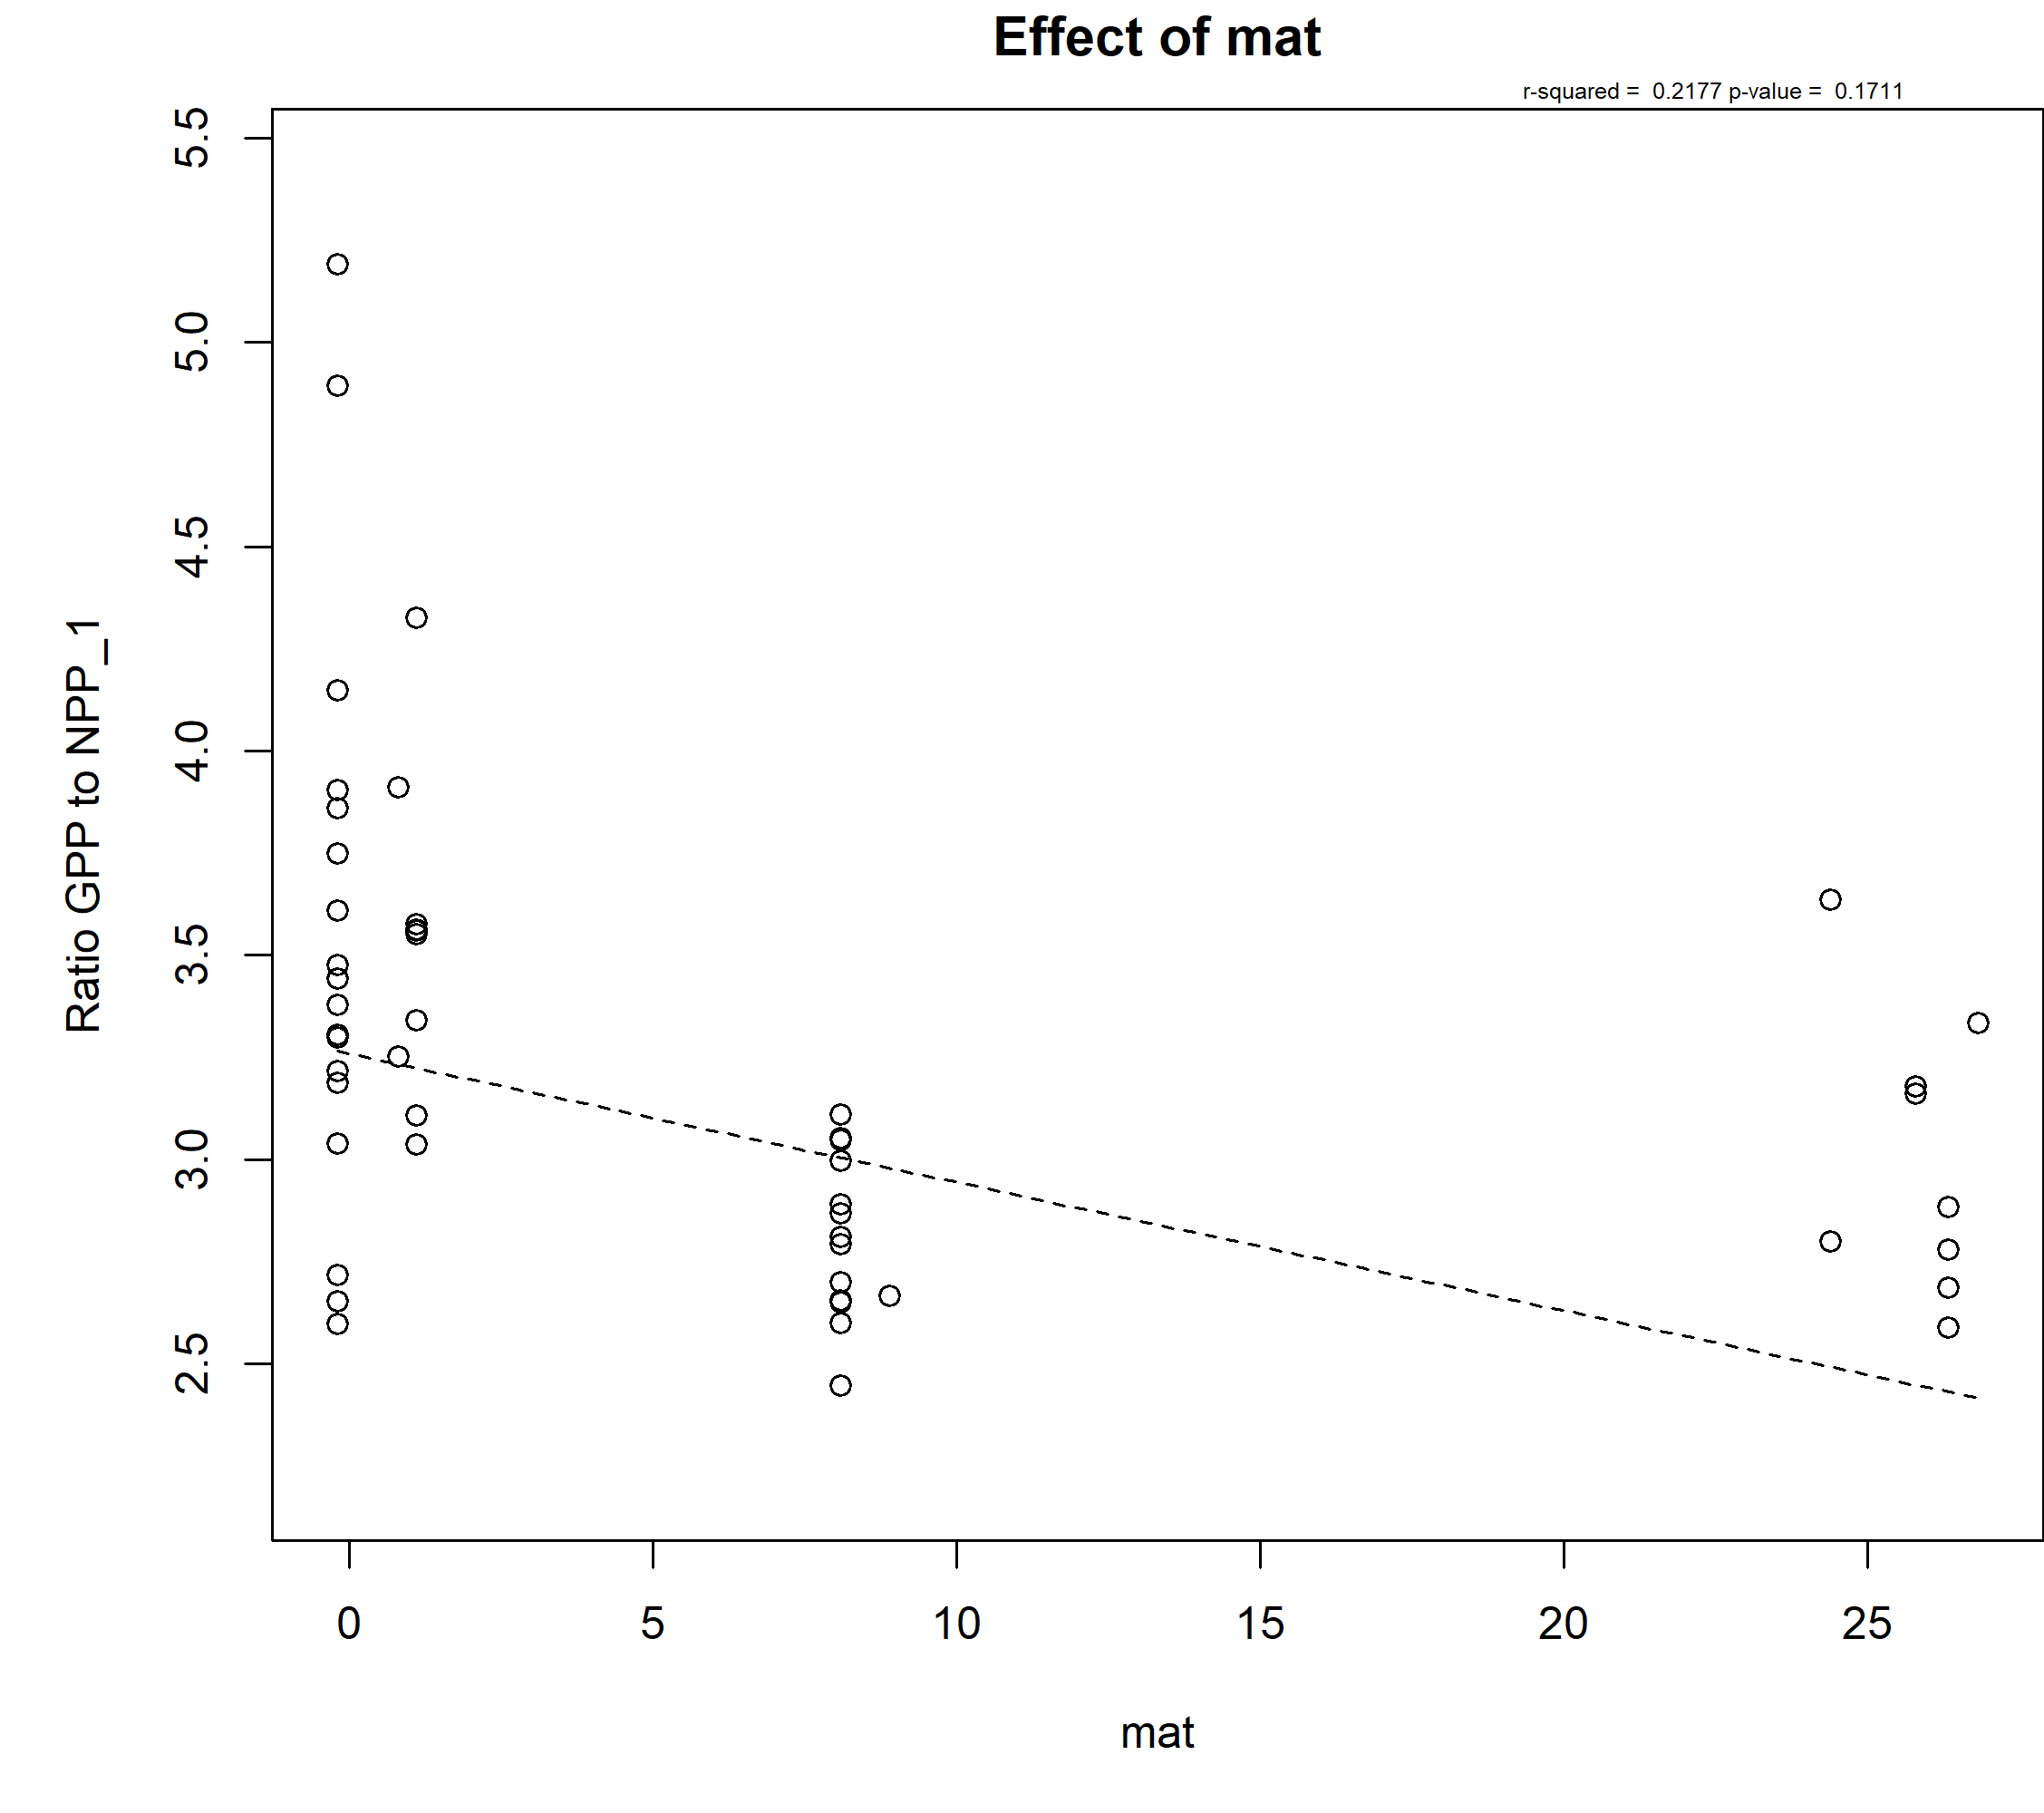 Effect of mat
r-squared =  0.2177 p-value =  0.1711
5.5
5.0
4.5
4.0
3.5
3.0
2.5
Ratio GPP to NPP_1
0 5 10 15 20 25
mat